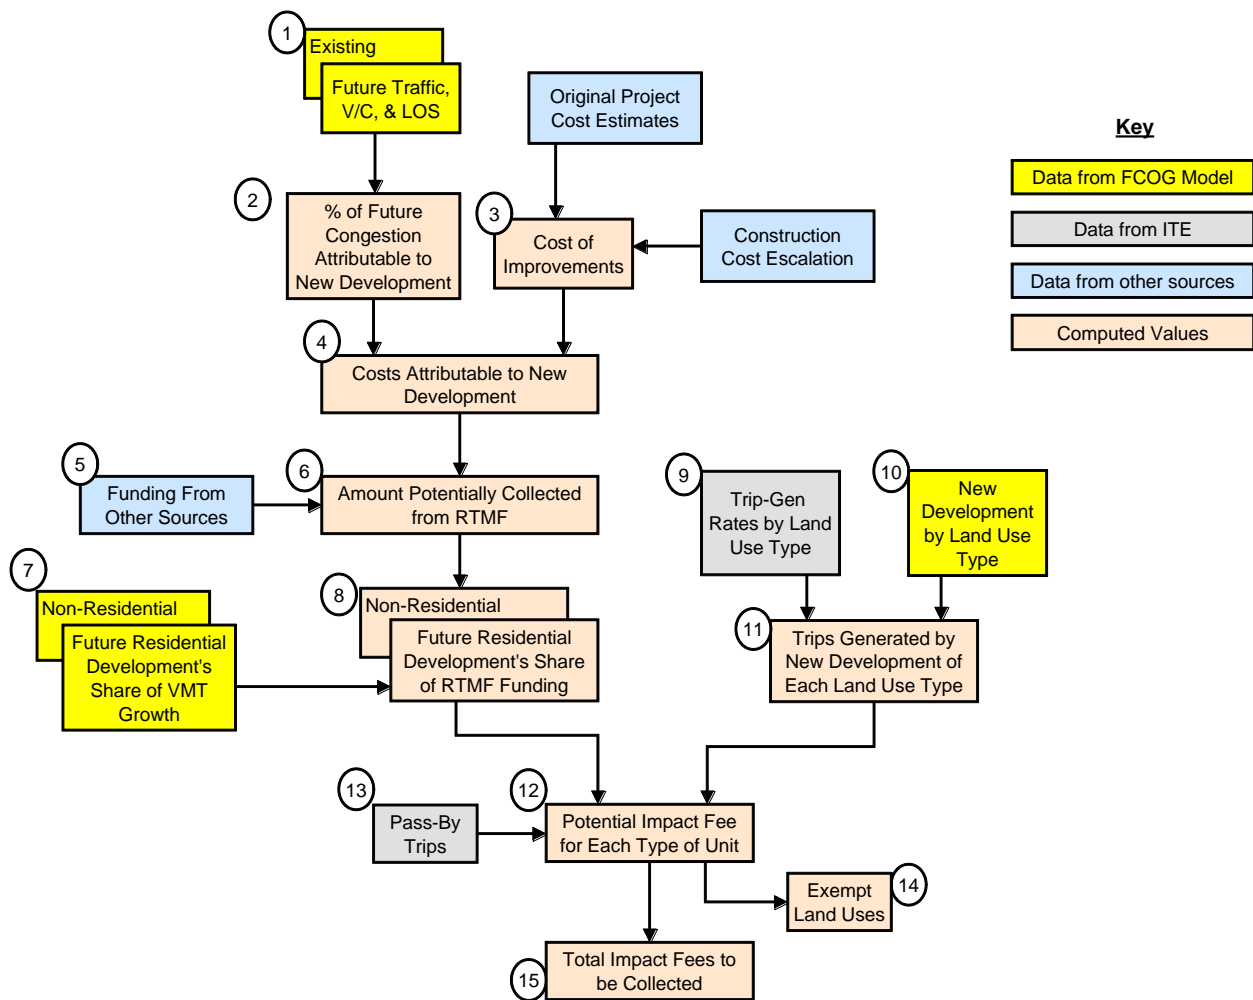 1
Existing
Future Traffic,
V/C, & LOS
Original Project
Cost Estimates
Key
Data from FCOG Model
Data from ITE
Data from other sources
Computed Values
2
% of Future
Congestion
Attributable to
New Development
3
Cost of
Improvements
Construction
Cost Escalation
4
Costs Attributable to New
Development
5
Funding From
Other Sources
6
Amount Potentially Collected
from RTMF
9
Trip-Gen
Rates by Land
Use Type
10
New
Development
by Land Use
Type
7
Non-Residential
Future Residential
Development's
Share of VMT
Growth
8
Non-Residential
Future Residential
Development's Share
of RTMF Funding
11
Trips Generated by
New Development of
Each Land Use Type
13
Pass-By
Trips
12
Potential Impact Fee
for Each Type of Unit
14
Exempt
Land Uses
15
Total Impact Fees to
be Collected